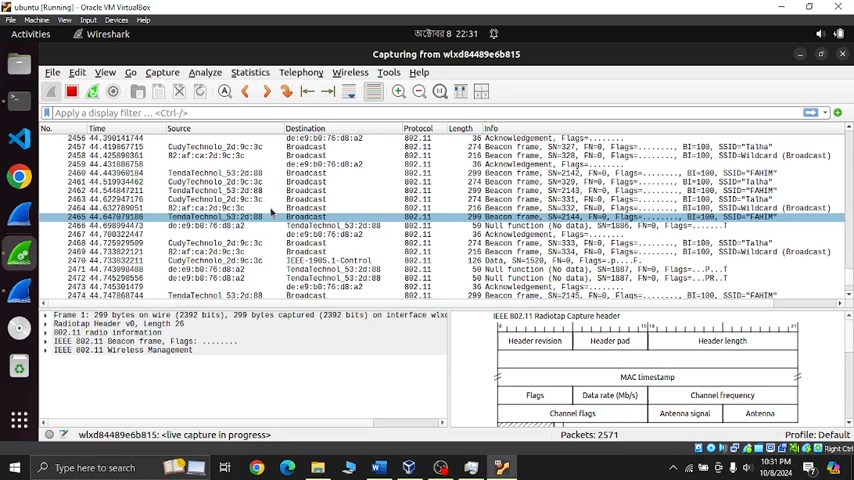 ubuntu [Running] - Oracle VM VirtualBox
File Machine View Input Devices Help
Activities Wireshark অক্টোবর 8 22:31
Capturing from wlxd84489e6b815
File Edit View Go Capture Analyze Statistics Telephony Wireless Tools Help
Apply a display filter ... <Ctrl-/>
No. Time Source Destination Protocol Length Info
2456 44.390141744 de:e9:b0:76:d8:a2 802.11 36 Acknowledgement, Flags=........
2457 44.419867715 CudyTechnolo_2d:9c:3c Broadcast 802.11 274 Beacon frame, SN=327, FN=0, Flags=........, BI=100, SSID="Talha"
2458 44.425890361 82:af:ca:2d:9c:3c Broadcast 802.11 216 Beacon frame, SN=328, FN=0, Flags=........, BI=100, SSID=Wildcard (Broadcast)
2459 44.431886758 de:e9:b0:76:d8:a2 802.11 36 Acknowledgement, Flags=........
2460 44.443960184 TendaTechnol_53:2d:88 Broadcast 802.11 299 Beacon frame, SN=2142, FN=0, Flags=........, BI=100, SSID="FAHIM"
2461 44.519934462 CudyTechnolo_2d:9c:3c Broadcast 802.11 274 Beacon frame, SN=329, FN=0, Flags=........, BI=100, SSID="Talha"
2462 44.544847211 TendaTechnol_53:2d:88 Broadcast 802.11 299 Beacon frame, SN=2143, FN=0, Flags=........, BI=100, SSID="FAHIM"
2463 44.622947176 CudyTechnolo_2d:9c:3c Broadcast 802.11 274 Beacon frame, SN=331, FN=0, Flags=........, BI=100, SSID="Talha"
2464 44.632789051 82:af:ca:2d:9c:3c Broadcast 802.11 216 Beacon frame, SN=332, FN=0, Flags=........, BI=100, SSID=Wildcard (Broadcast)
2465 44.647079186 TendaTechnol_53:2d:88 Broadcast 802.11 299 Beacon frame, SN=2144, FN=0, Flags=........, BI=100, SSID="FAHIM"
2466 44.698994473 de:e9:b0:76:d8:a2 TendaTechnol_53:2d:88 802.11 50 Null function (No data), SN=1886, FN=0, Flags=.......T
2467 44.700322447 de:e9:b0:76:d8:a2 802.11 36 Acknowledgement, Flags=........
2468 44.725929509 CudyTechnolo_2d:9c:3c Broadcast 802.11 274 Beacon frame, SN=333, FN=0, Flags=........, BI=100, SSID="Talha"
2469 44.733822121 82:af:ca:2d:9c:3c Broadcast 802.11 216 Beacon frame, SN=334, FN=0, Flags=........, BI=100, SSID=Wildcard (Broadcast)
2470 44.733832211 CudyTechnolo_2d:9c:3c IEEE-1905.1-Control 802.11 126 Data, SN=1520, FN=0, Flags=.p....F.
2471 44.743098488 de:e9:b0:76:d8:a2 TendaTechnol_53:2d:88 802.11 50 Null function (No data), SN=1887, FN=0, Flags=...P...T
2472 44.745290556 de:e9:b0:76:d8:a2 TendaTechnol_53:2d:88 802.11 50 Null function (No data), SN=1887, FN=0, Flags=...PR..T
2473 44.745301479 de:e9:b0:76:d8:a2 802.11 36 Acknowledgement, Flags=........
2474 44.747868744 TendaTechnol_53:2d:88 Broadcast 802.11 299 Beacon frame, SN=2145, FN=0, Flags=........, BI=100, SSID="FAHIM"
Frame 1: 299 bytes on wire (2392 bits), 299 bytes captured (2392 bits) on interface wlxd
Radiotap Header v0, Length 26
802.11 radio information
IEEE 802.11 Beacon frame, Flags: ........
IEEE 802.11 Wireless Management
IEEE 802.11 Radiotap Capture header
Header revision Header pad Header length
MAC timestamp
Flags Data rate (Mb/s) Channel frequency
Channel flags Antenna signal Antenna
wlxd84489e6b815: <live capture in progress> Packets: 2571 Profile: Default
Right Ctrl
Type here to search
10:31 PM
10/8/2024